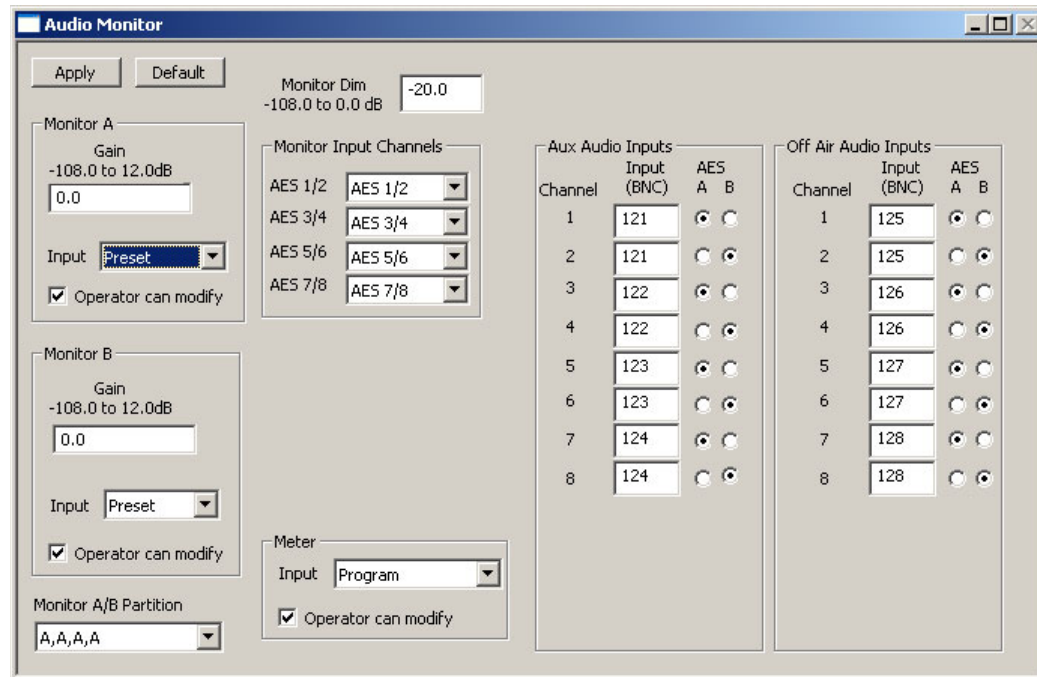 Audio Monitor
Apply
Default
Monitor Dim
-108.0 to 0.0 dB
-20.0
Monitor A
Gain
-108.0 to 12.0dB
0.0
Input Preset
Operator can modify
Monitor B
Gain
-108.0 to 12.0dB
0.0
Input Preset
Operator can modify
Monitor A/B Partition
A,A,A,A
Monitor Input Channels
AES 1/2 AES 1/2
AES 3/4 AES 3/4
AES 5/6 AES 5/6
AES 7/8 AES 7/8
Meter
Input Program
Operator can modify
Aux Audio Inputs
Input AES
Channel (BNC) A B
1 121
2 121
3 122
4 122
5 123
6 123
7 124
8 124
Off Air Audio Inputs
Input AES
Channel (BNC) A B
1 125
2 125
3 126
4 126
5 127
6 127
7 128
8 128